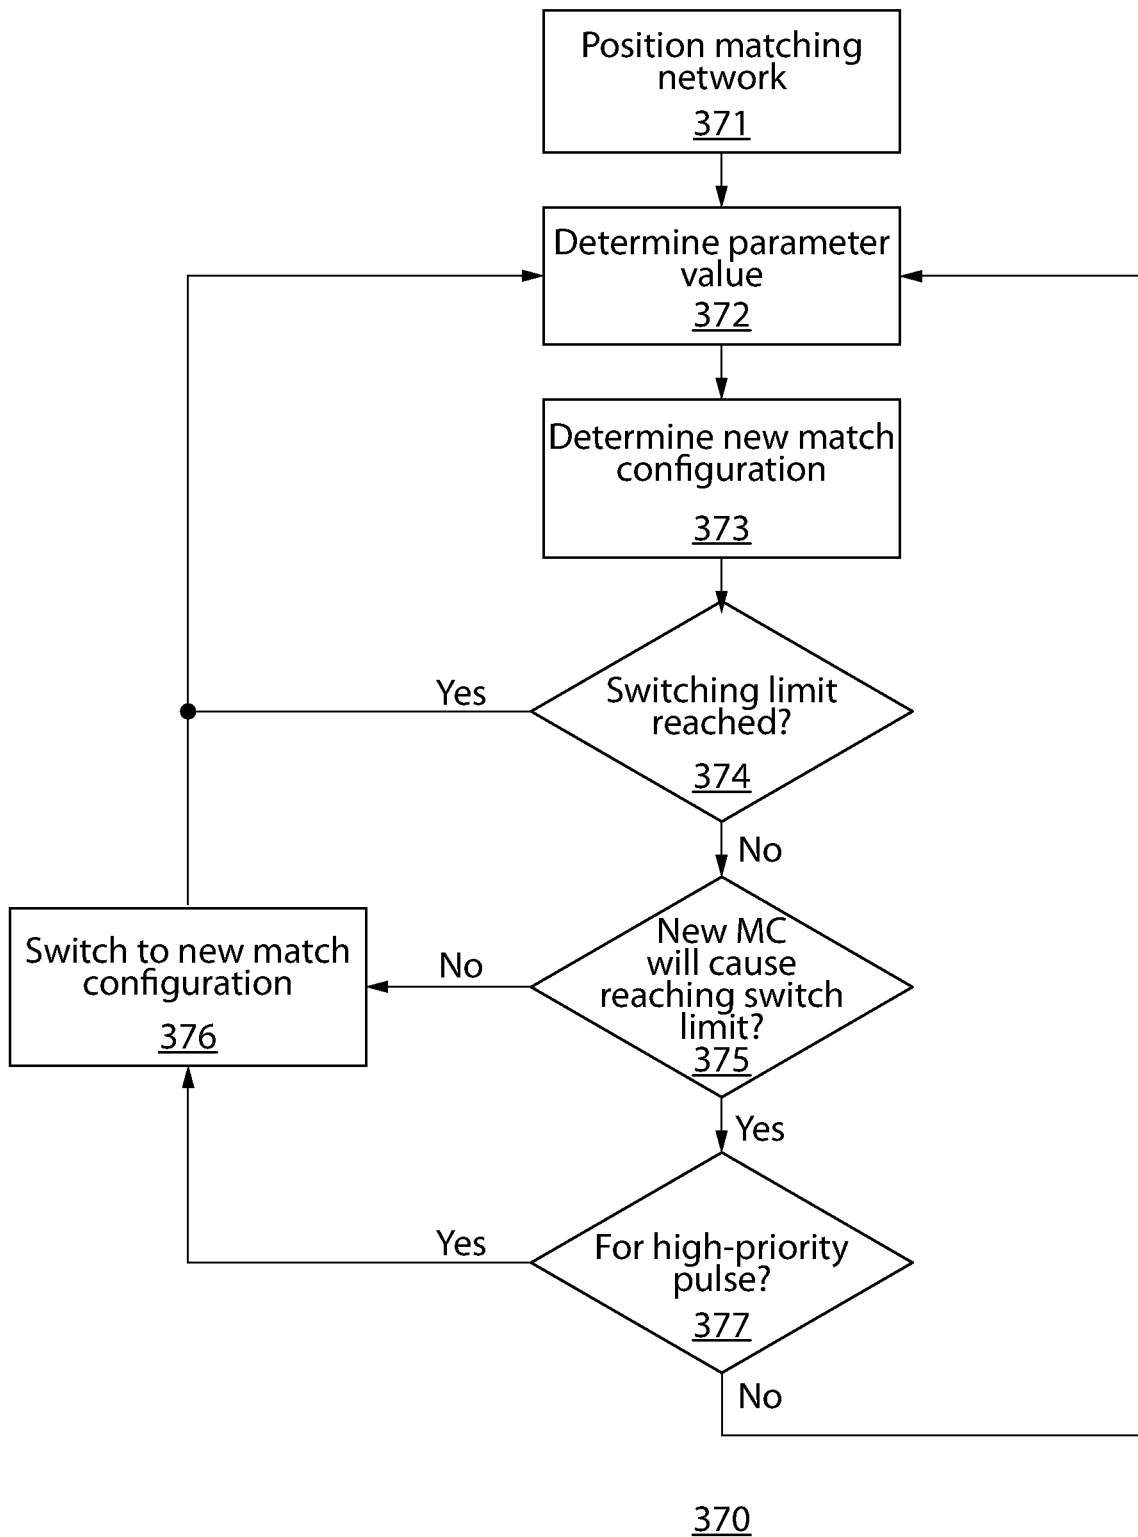 Position matching
network
371
Determine parameter
value
372
Determine new match
configuration
373
Yes
Switching limit
reached?
374
No
New MC
will cause
reaching switch
limit?
375
No
Switch to new match
configuration
376
Yes
Yes
For high-priority
pulse?
377
No
370